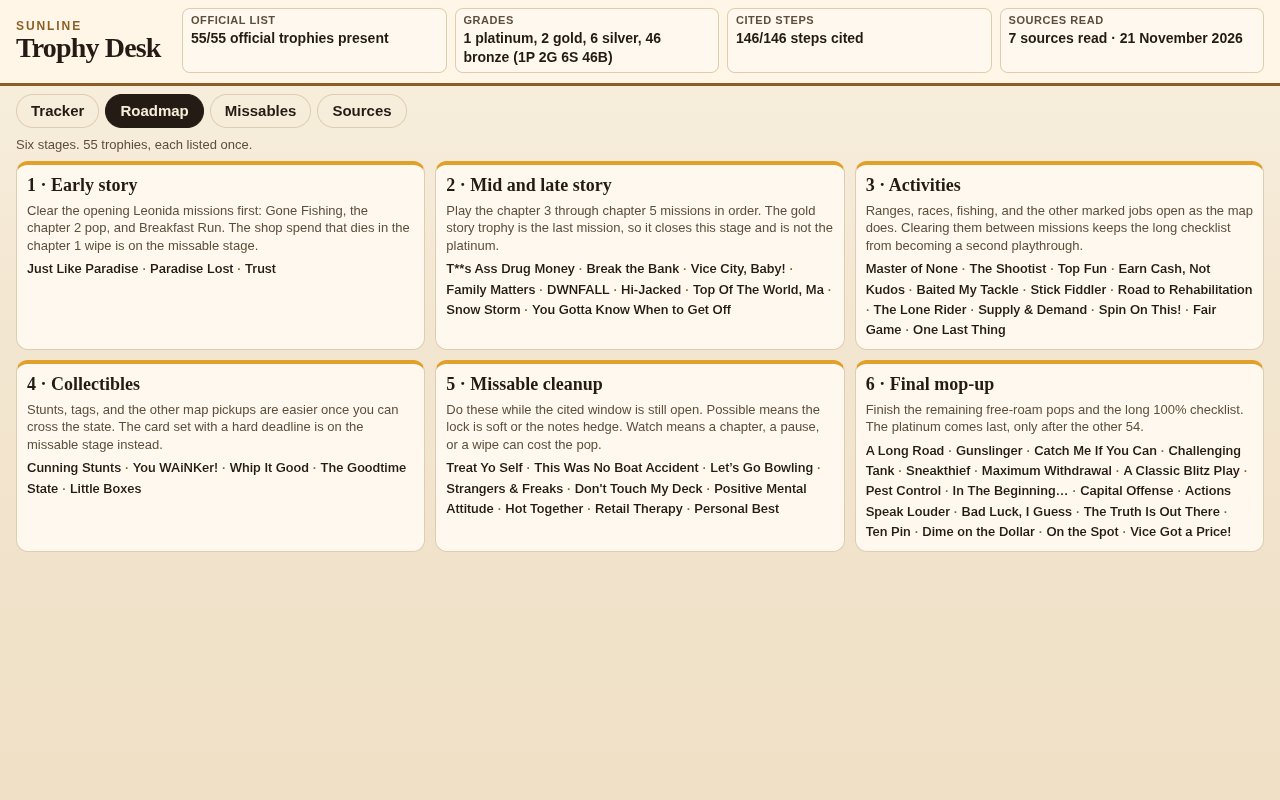 SUNLINE
Trophy Desk
OFFICIAL LIST
55/55 official trophies present
GRADES
1 platinum, 2 gold, 6 silver, 46
bronze (1P 2G 6S 46B)
CITED STEPS
146/146 steps cited
SOURCES READ
7 sources read · 21 November 2026
Tracker
Roadmap
Missables
Sources
Six stages. 55 trophies, each listed once.
1 · Early story
Clear the opening Leonida missions first: Gone Fishing, the
chapter 2 pop, and Breakfast Run. The shop spend that dies in the
chapter 1 wipe is on the missable stage.
Just Like Paradise · Paradise Lost · Trust
2 · Mid and late story
Play the chapter 3 through chapter 5 missions in order. The gold
story trophy is the last mission, so it closes this stage and is not the
platinum.
T**s Ass Drug Money · Break the Bank · Vice City, Baby! ·
Family Matters · DWNFALL · Hi-Jacked · Top Of The World, Ma ·
Snow Storm · You Gotta Know When to Get Off
3 · Activities
Ranges, races, fishing, and the other marked jobs open as the map
does. Clearing them between missions keeps the long checklist
from becoming a second playthrough.
Master of None · The Shootist · Top Fun · Earn Cash, Not
Kudos · Baited My Tackle · Stick Fiddler · Road to Rehabilitation
· The Lone Rider · Supply & Demand · Spin On This! · Fair
Game · One Last Thing
4 · Collectibles
Stunts, tags, and the other map pickups are easier once you can
cross the state. The card set with a hard deadline is on the
missable stage instead.
Cunning Stunts · You WAiNKer! · Whip It Good · The Goodtime
State · Little Boxes
5 · Missable cleanup
Do these while the cited window is still open. Possible means the
lock is soft or the notes hedge. Watch means a chapter, a pause,
or a wipe can cost the pop.
Treat Yo Self · This Was No Boat Accident · Let’s Go Bowling ·
Strangers & Freaks · Don't Touch My Deck · Positive Mental
Attitude · Hot Together · Retail Therapy · Personal Best
6 · Final mop-up
Finish the remaining free-roam pops and the long 100% checklist.
The platinum comes last, only after the other 54.
A Long Road · Gunslinger · Catch Me If You Can · Challenging
Tank · Sneakthief · Maximum Withdrawal · A Classic Blitz Play ·
Pest Control · In The Beginning… · Capital Offense · Actions
Speak Louder · Bad Luck, I Guess · The Truth Is Out There ·
Ten Pin · Dime on the Dollar · On the Spot · Vice Got a Price!